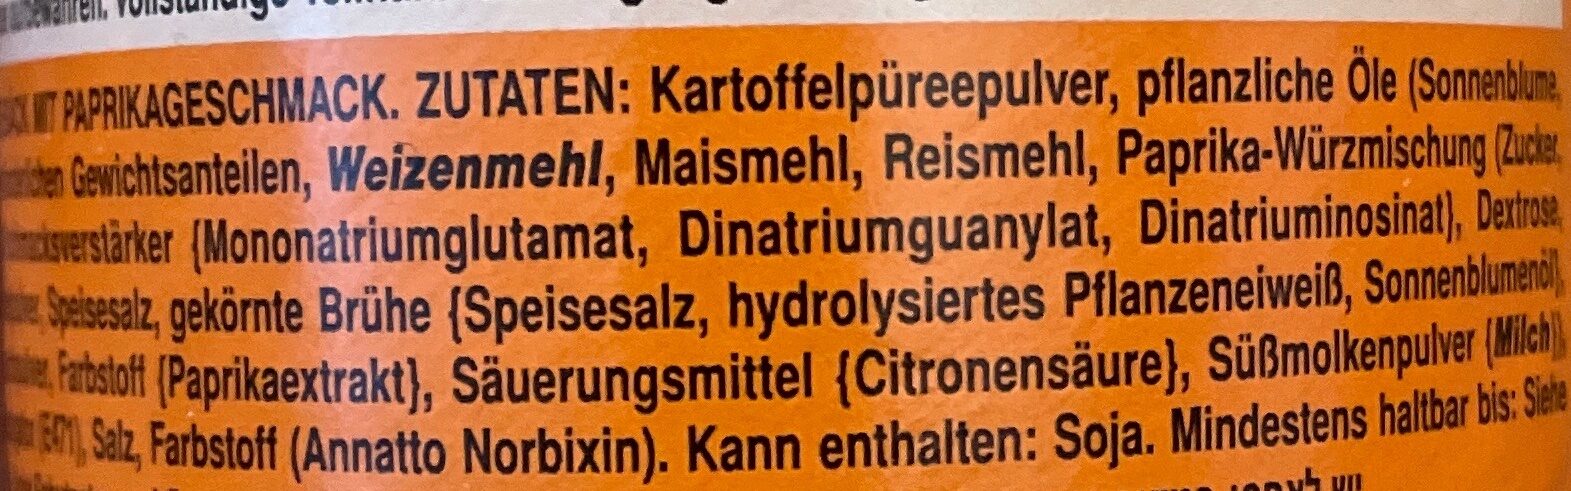 MIT PAPRIKAGESCHMACK. ZUTATEN: Kartoffelpüreepulver, pflanzliche Öle (Sonnenblume,
Gewichtsanteilen, Weizenmehl, Maismehl, Reismehl, Paprika-Würzmischung (Zucker,
{Mononatriumglutamat, Dinatriumguanylat, Dinatriuminosinat}, Dextrose,
Speisesalz, gekörnte Brühe {Speisesalz, hydrolysiertes Pflanzeneiweiß, Sonnenblumenöl},
Farbstoff {Paprikaextrakt}, Säuerungsmittel {Citronensäure}, Süßmolkenpulver {Milch}),
(E471), Salz, Farbstoff (Annatto Norbixin). Kann enthalten: Soja. Mindestens haltbar bis: Siehe